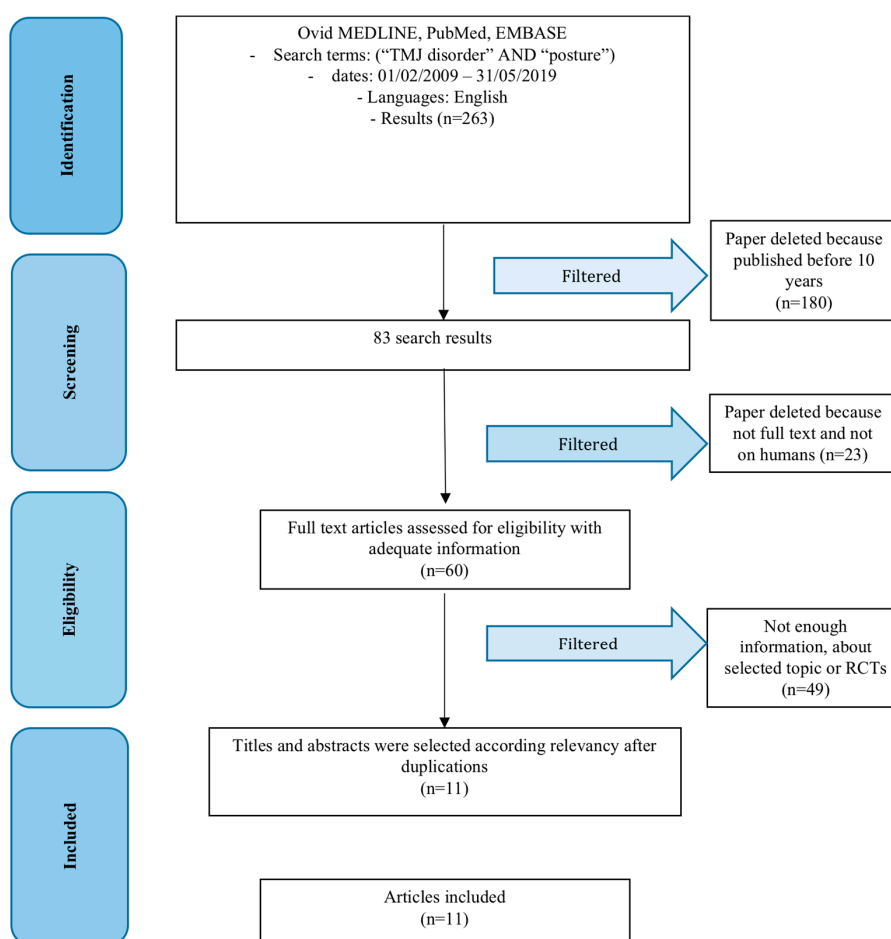 Ovid MEDLINE, PubMed, EMBASE
- Search terms: (“TMJ disorder” AND “posture”)
- dates: 01/02/2009 – 31/05/2019
- Languages: English
- Results (n=263)
Identification
Filtered
Paper deleted because
published before 10
years
(n=180)
Screening
83 search results
Filtered
Paper deleted because
not full text and not
on humans (n=23)
Eligibility
Full text articles assessed for eligibility with
adequate information
(n=60)
Filtered
Not enough
information, about
selected topic or RCTs
(n=49)
Included
Titles and abstracts were selected according relevancy after
duplications
(n=11)
Articles included
(n=11)